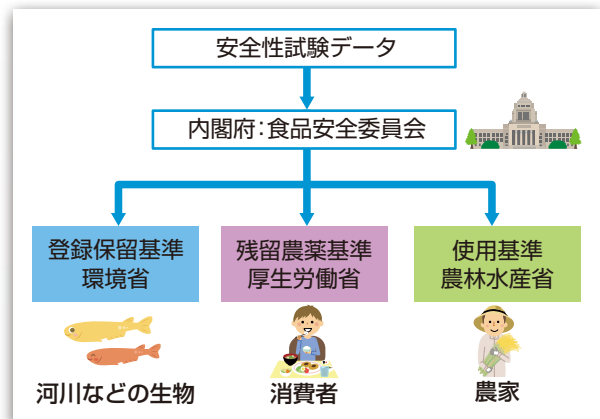 安全性試験データ
内閣府：食品安全委員会
登録保留基準
環境省
残留農薬基準
厚生労働省
使用基準
農林水産省
河川などの生物
消費者
農家